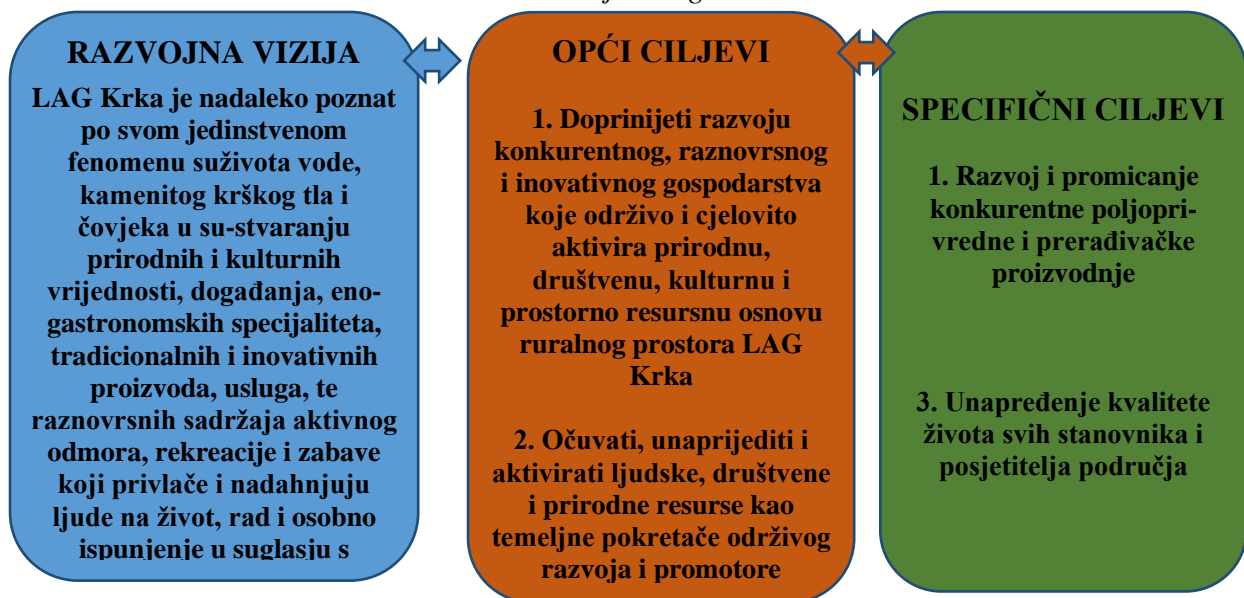 RAZVOJNA VIZIJA
LAG Krka je nadaleko poznat
po svom jedinstvenom
fenomenu suživota vode,
kamenitog krškog tla i
čovjeka u su-stvaranju
prirodnih i kulturnih
vrijednosti, događanja, eno-
gastronomskih specijaliteta,
tradicionalnih i inovativnih
proizvoda, usluga, te
raznovrsnih sadržaja aktivnog
odmora, rekreacije i zabave
koji privlače i nadahnjuju
ljude na život, rad i osobno
ispunjenje u suglasju s
OPĆI CILJEVI
1. Doprinijeti razvoju
konkurentnog, raznovrsnog
i inovativnog gospodarstva
koje održivo i cjelovito
aktivira prirodnu,
društvenu, kulturnu i
prostorno resursnu osnovu
ruralnog prostora LAG
Krka
2. Očuvati, unaprijediti i
aktivirati ljudske, društvene
i prirodne resurse kao
temeljne pokretače održivog
razvoja i promotore
SPECIFIČNI CILJEVI
1. Razvoj i promicanje
konkurentne poljopri-
vredne i prerađivačke
proizvodnje
3. Unapređenje kvalitete
života svih stanovnika i
posjetitelja područja